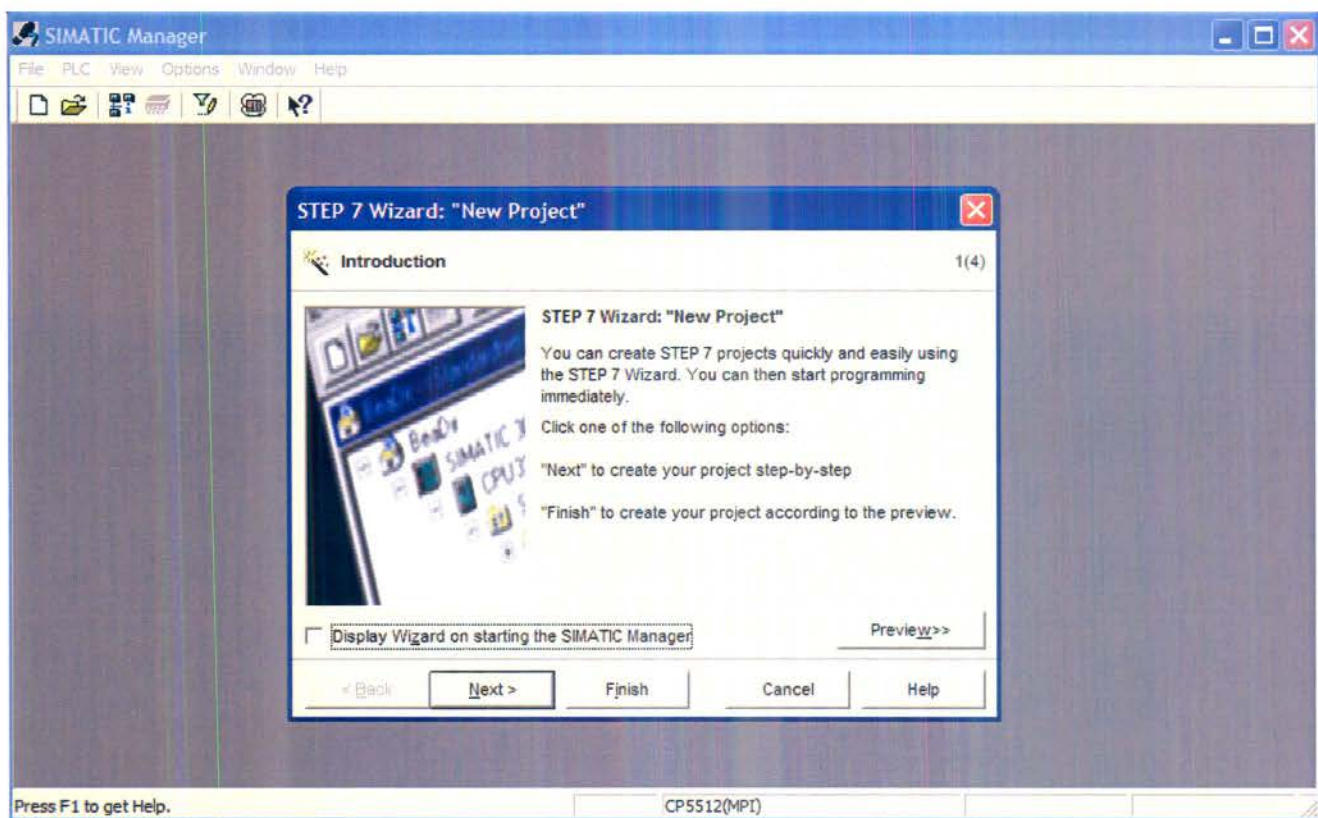 SIMATIC Manager
File PLC View Options Window Help
STEP 7 Wizard: "New Project"
Introduction
1(4)
STEP 7 Wizard: "New Project"
You can create STEP 7 projects quickly and easily using
the STEP 7 Wizard. You can then start programming
immediately.
Click one of the following options:
"Next" to create your project step-by-step
"Finish" to create your project according to the preview.
SIMATIC 3
CPU3
Display Wizard on starting the SIMATIC Manager
Preview>>
< Back
Next >
Finish
Cancel
Help
Press F1 to get Help.
CP5512(MPI)